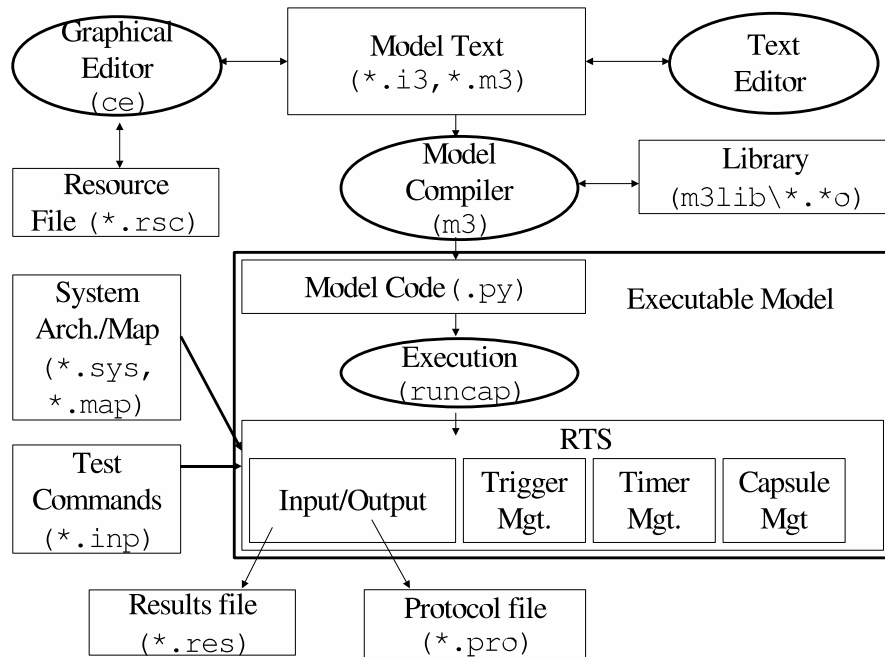 Graphical
Editor
(ce)
Model Text
(*.i3,*.m3)
Text
Editor
Resource
File (*.rsc)
Model
Compiler
(m3)
Library
(m3lib\*.*o)
System
Arch./Map
(*.sys,
*.map)
Model Code (.py)
Executable Model
Execution
(runcap)
Test
Commands
(*.inp)
RTS
Input/Output
Trigger
Mgt.
Timer
Mgt.
Capsule
Mgt
Results file
(*.res)
Protocol file
(*.pro)